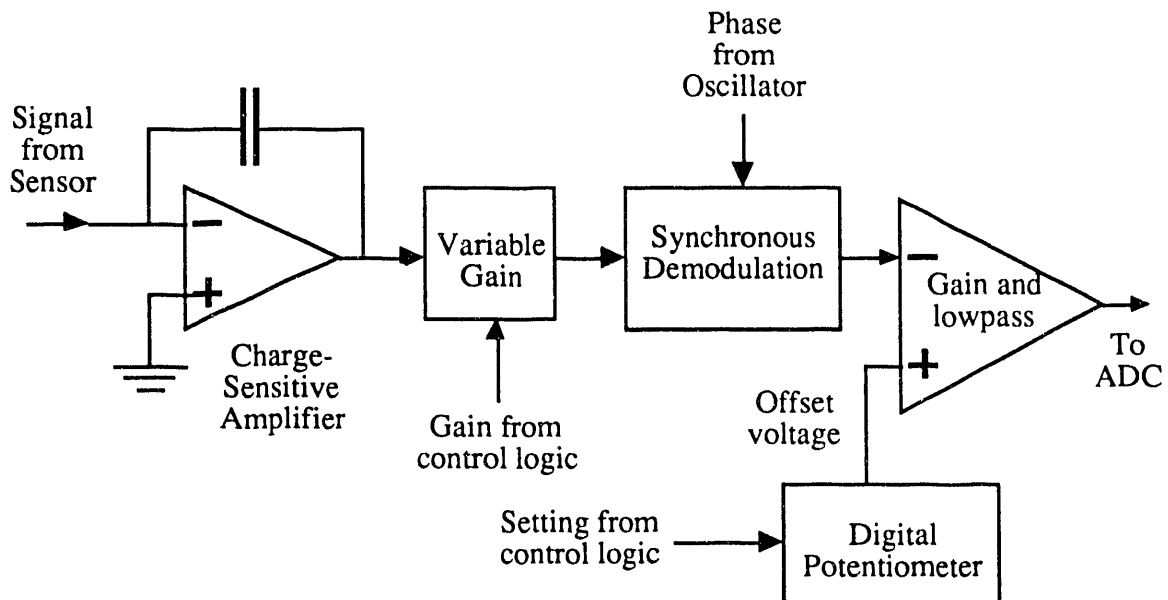 Phase
from
Oscillator
Signal
from
Sensor
Variable
Gain
Synchronous
Demodulation
Gain and
lowpass
To
ADC
Charge-
Sensitive
Amplifier
Gain from
control logic
Offset
voltage
Setting from
control logic
Digital
Potentiometer